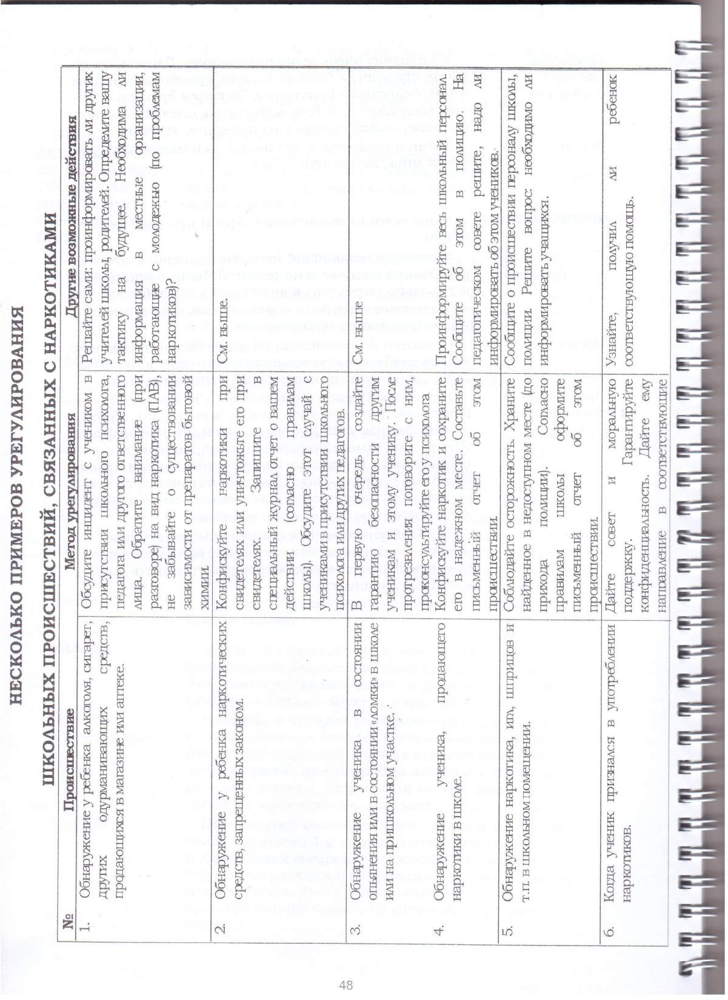 НЕСКОЛЬКО ПРИМЕРОВ УРЕГУЛИРОВАНИЯ
ШКОЛЬНЫХ ПРОИСШЕСТВИЙ, СВЯЗАННЫХ С НАРКОТИКАМИ
№
Происшествие
Метод урегулирования
Другие возможные действия
1.
Обнаружение у ребенка алкоголя, сигарет,
других одурманивающих средств,
продающихся в магазине или аптеке.
Обсудите инцидент с учеником в
присутствии школьного психолога,
педагога или другого ответственного
лица. Обратите внимание (при
разговоре) на вид наркотика (ПАВ) и
не забывайте о существовании
зависимости от препаратов бытовой
химии.
Решайте сами: проинформировать ли других
учителей школы, родителей. Определите вашу
тактику на будущее. Необходима ли
информация в местные организации,
работающие с молодежью (по проблемам
наркотиков)?
2.
Обнаружение у ребенка наркотических
средств, запрещенных законом.
Конфискуйте наркотики при
свидетелях или уничтожьте его при
свидетелях. Запишите в
специальный журнал отчет о вашем
действии (согласно правилам
школы). Обсудите этот случай с
учениками в присутствии школьного
психолога или других педагогов.
См. выше.
3.
Обнаружение ученика в состоянии
опьянения или в состоянии «ломки» в школе
или на пришкольном участке.
В первую очередь создайте
гарантию безопасности другим
ученикам этому ученику. После
протрезвления поговорите с ним,
проконсультируйте его у психолога
См. выше
4.
Обнаружение ученика, продающего
наркотики в школе.
Конфискуйте наркотик и сохраните
его в надежном месте. Составьте
письменный отчет об этом
происшествии.
Проинформируйте весь школьный персонал.
Сообщите об этом в полицию. На
педагогическом совете решите, надо ли
информировать об этом учеников.
5.
Обнаружение наркотика, игл, шприцов и
т.п. в школьном помещении.
Соблюдайте осторожность. Храните
найденное в недоступном месте (до
прихода полиции). Согласно
правилам школы оформите
письменный отчет об этом
происшествии.
Сообщите о происшествии персоналу школы,
полиции. Решите вопрос: необходимо ли
информировать учащихся.
6.
Когда ученик признался в употреблении
наркотиков.
Дайте совет и моральную
поддержку. Гарантируйте
конфиденциальность. Дайте ему
направление в соответствующие
Узнайте, получил ли ребенок
соответствующую помощь.
48